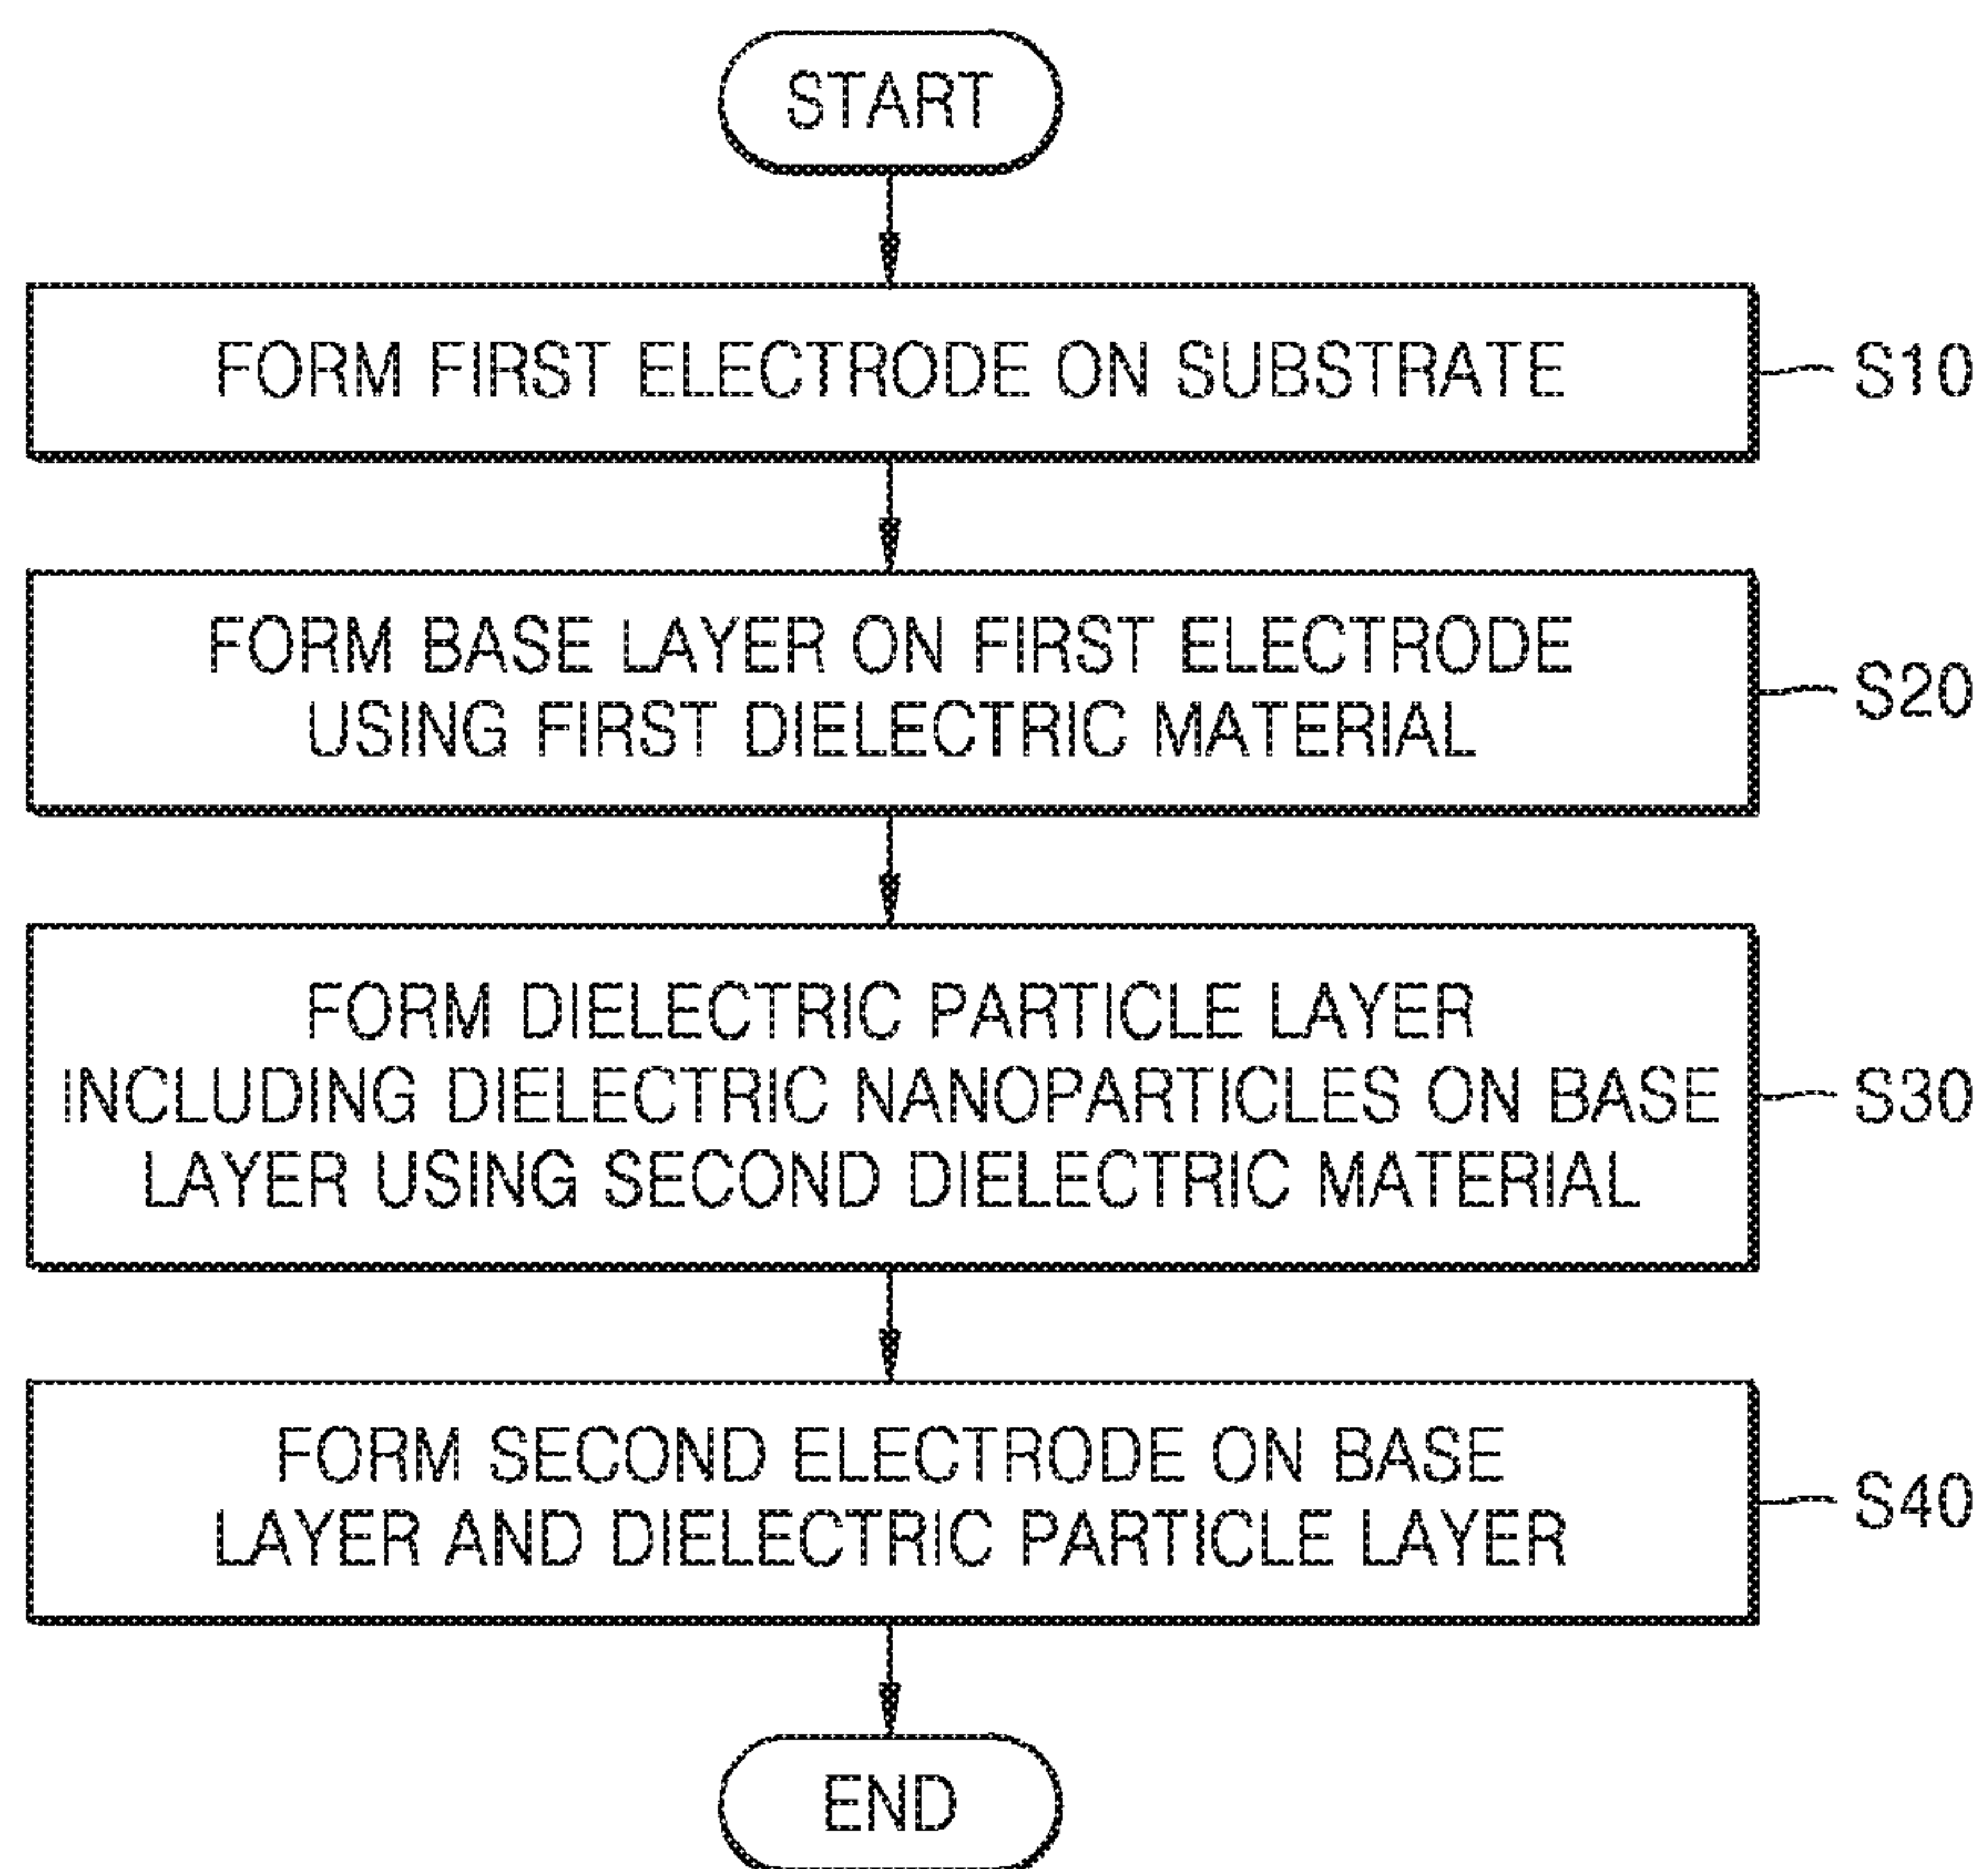 START
FORM FIRST ELECTRODE ON SUBSTRATE
S10
FORM BASE LAYER ON FIRST ELECTRODE
USING FIRST DIELECTRIC MATERIAL
S20
FORM DIELECTRIC PARTICLE LAYER
INCLUDING DIELECTRIC NANOPARTICLES ON BASE
LAYER USING SECOND DIELECTRIC MATERIAL
S30
FORM SECOND ELECTRODE ON BASE
LAYER AND DIELECTRIC PARTICLE LAYER
S40
END